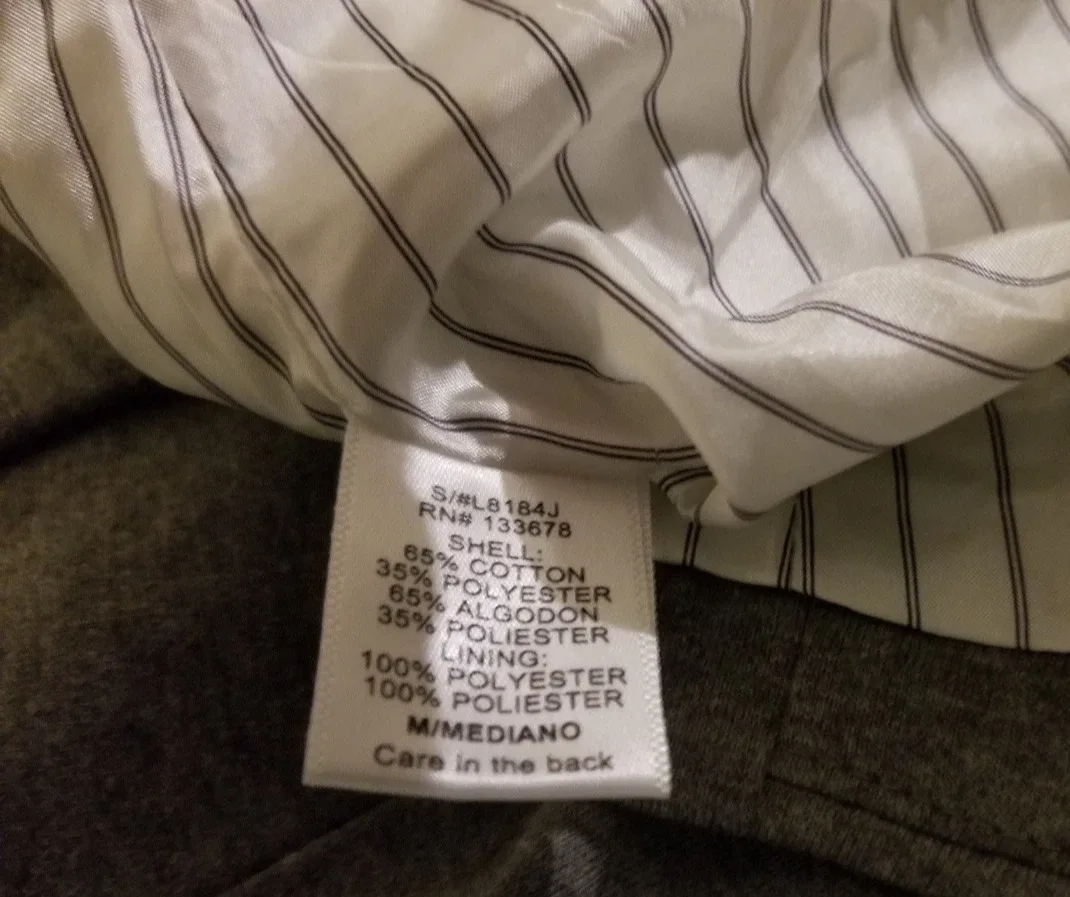 S/#L8184J
RN# 133678
SHELL:
65% COTTON
35% POLYESTER
65% ALGODON
35% POLIESTER
LINING:
100% POLYESTER
100% POLIESTER
M/MEDIANO
Care in the back